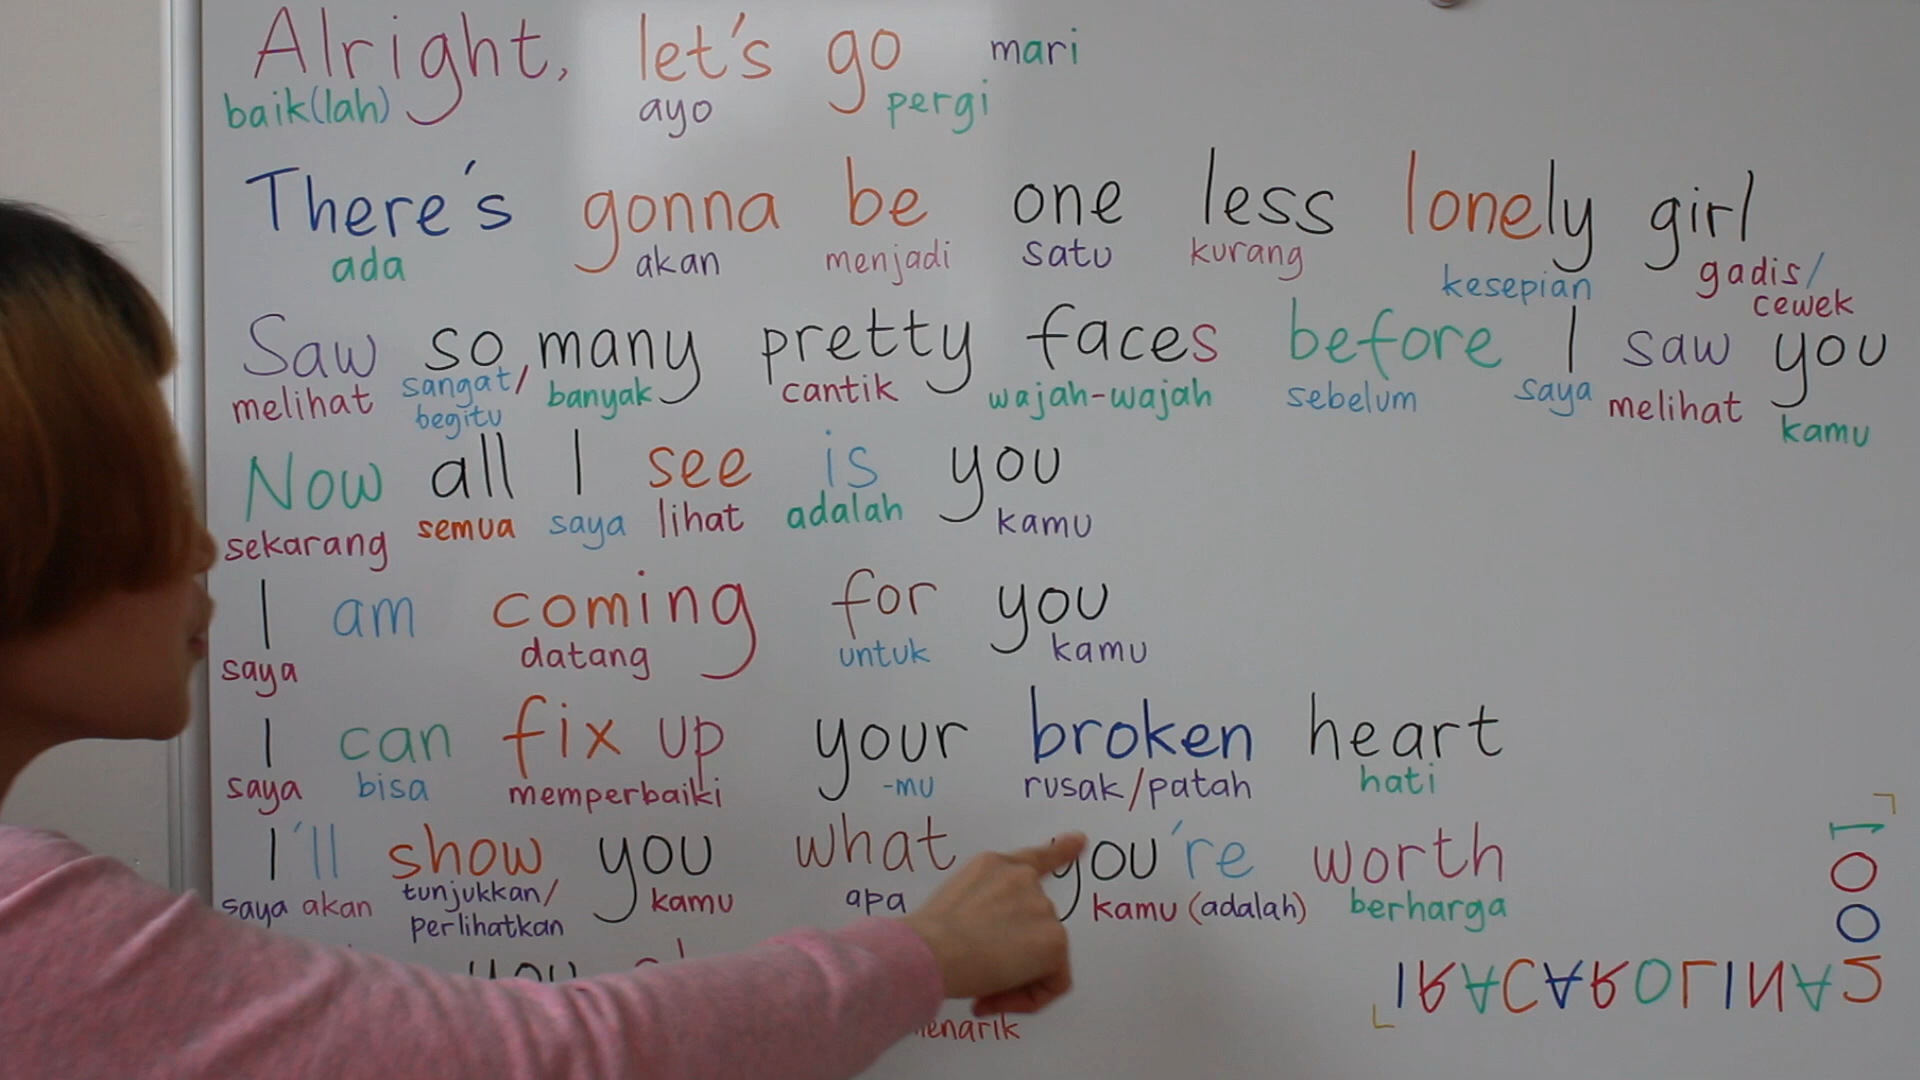 Alright, let's go mari
baik(lah) ayo pergi
There's gonna be one less lonely girl
ada akan menjadi satu kurang kesepian gadis/
cewek
Saw so many pretty faces before I saw you
melihat sangat/ banyak cantik wajah-wajah sebelum saya melihat kamu
begitu
Now all I see is you
sekarang semua saya lihat adalah kamu
I am coming for you
saya datang untuk kamu
I can fix up your broken heart
saya bisa memperbaiki -mu rusak/patah hati
I'll show you what you're worth
saya akan tunjukkan/ kamu apa kamu (adalah) berharga
perlihatkan
you
1001